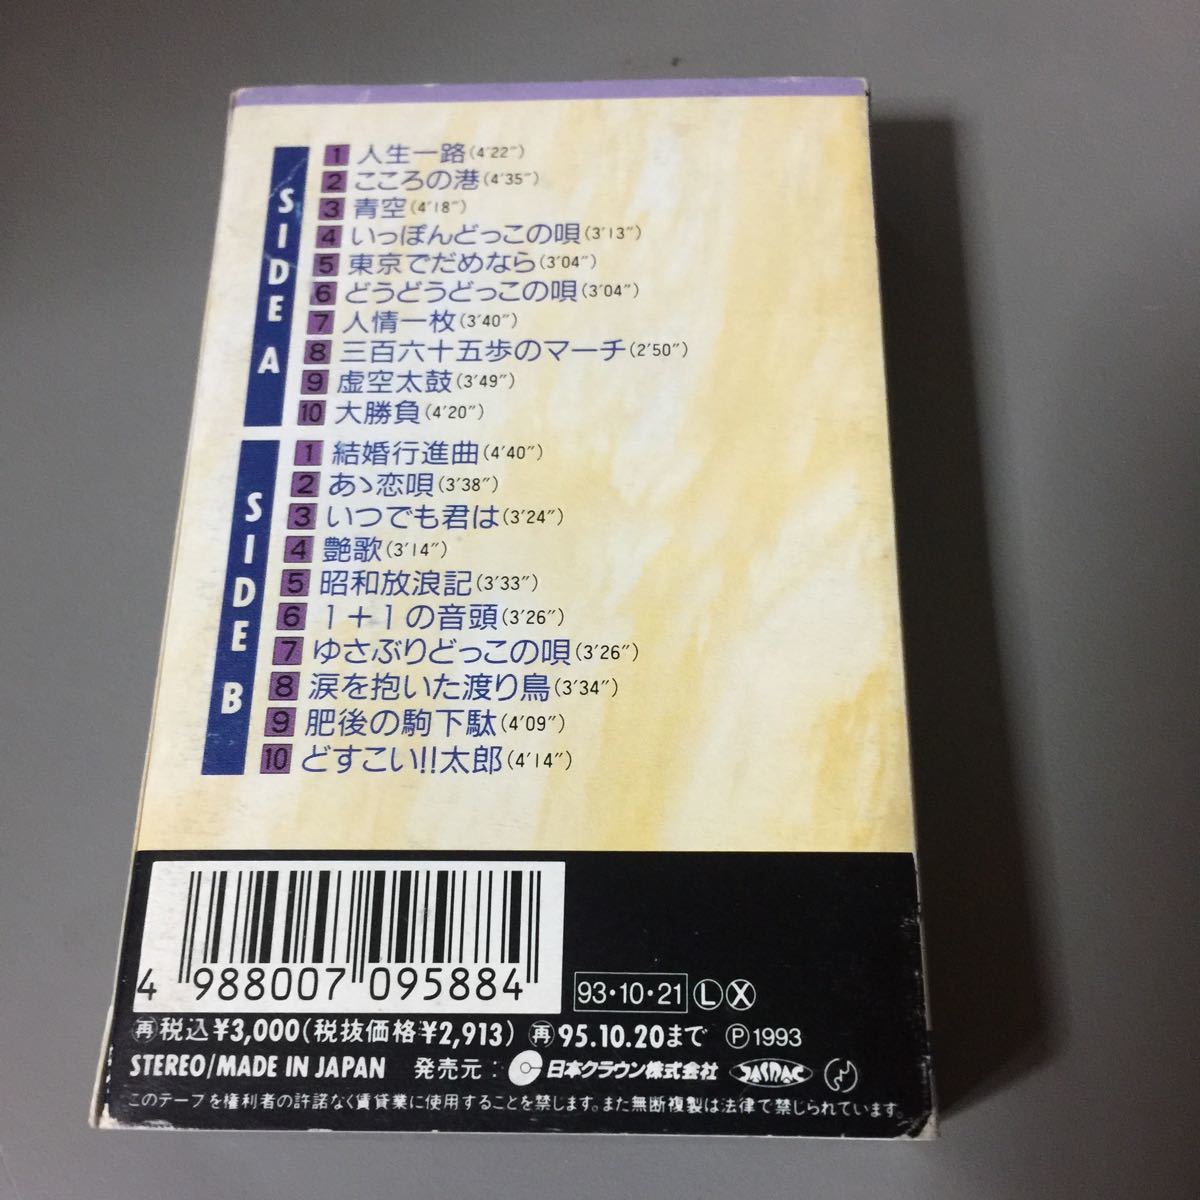 SIDE A
1 人生一路(4'22")
2 こころの港(4'35")
3 青空(4'18")
4 いっぽんどっこの唄(3'13")
5 東京でだめなら(3'04")
6 どうどうどっこの唄(3'04")
7 人情一枚(3'40")
8 三百六十五歩のマーチ(2'50")
9 虚空太鼓(3'49")
10 大勝負(4'20")
SIDE B
1 結婚行進曲(4'40")
2 あゝ恋唄(3'38")
3 いつでも君は(3'24")
4 艶歌(3'14")
5 昭和放浪記(3'33")
6 1+1の音頭(3'26")
7 ゆさぶりどっこの唄(3'26")
8 涙を抱いた渡り鳥(3'34")
9 肥後の駒下駄(4'09")
10 どすこい!!太郎(4'14")
4 988007 095884
93・10・21 Ⓛ Ⓧ
㊢税込¥3,000(税抜価格¥2,913) 再95.10.20まで Ⓟ1993
STEREO/MADE IN JAPAN 発売元：日本クラウン株式会社 JASRAC
このテープを権利者の許諾なく賃貸業に使用することを禁じます。また無断複製は法律で禁じられています。